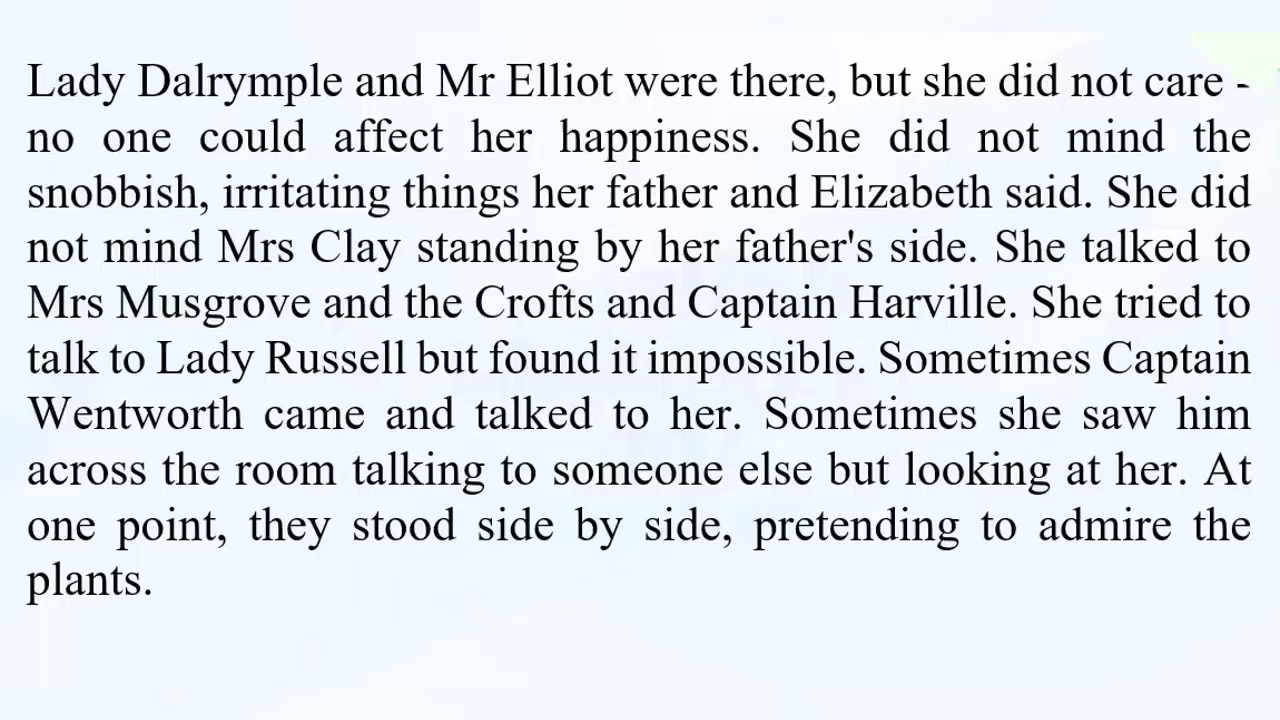 Lady Dalrymple and Mr Elliot were there, but she did not care -
no one could affect her happiness. She did not mind the
snobbish, irritating things her father and Elizabeth said. She did
not mind Mrs Clay standing by her father's side. She talked to
Mrs Musgrove and the Crofts and Captain Harville. She tried to
talk to Lady Russell but found it impossible. Sometimes Captain
Wentworth came and talked to her. Sometimes she saw him
across the room talking to someone else but looking at her. At
one point, they stood side by side, pretending to admire the
plants.